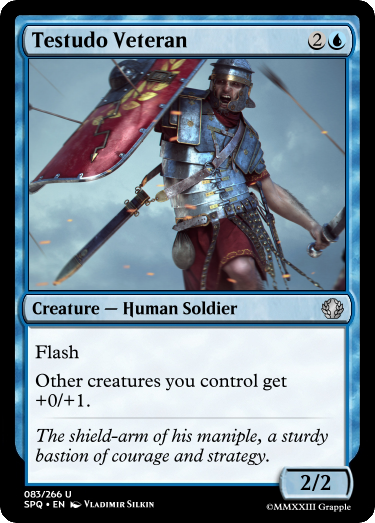 Testudo Veteran 2
Creature — Human Soldier
Flash
Other creatures you control get
+0/+1.
The shield-arm of his maniple, a sturdy
bastion of courage and strategy.
2/2
083/266 U
SPQ • EN Vladimir Silkin
©MMXXIII Grapple